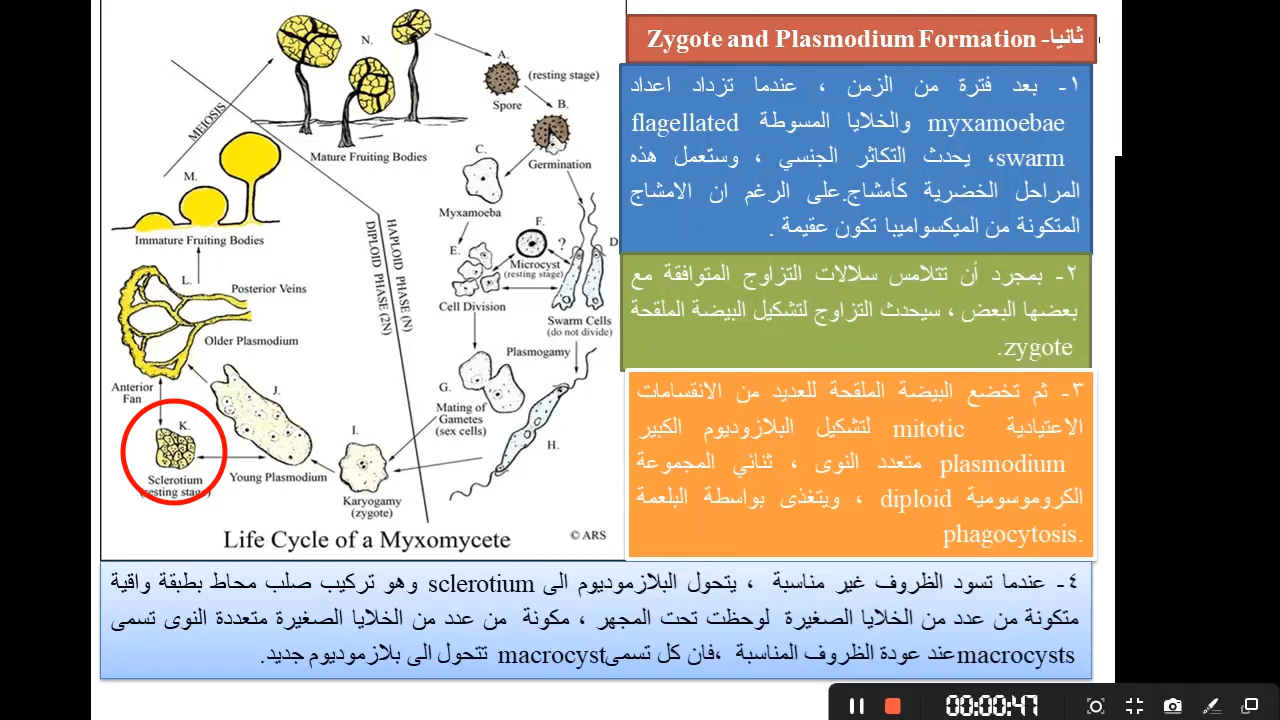 ثانيا- Zygote and Plasmodium Formation
١- بعد فترة من الزمن ، عندما تزداد اعداد
myxamoebae والخلايا المسوطة flagellated
swarm، يحدث التكاثر الجنسي ، وستعمل هذه
المراحل الخضرية كأمشاج.على الرغم ان الامشاج
المتكونة من الميكسواميبا تكون عقيمة .
٢- بمجرد أن تتلامس سلالات التزاوج المتوافقة مع
بعضها البعض ، سيحدث التزاوج لتشكيل البيضة الملقحة
zygote.
٣- ثم تخضع البيضة الملقحة للعديد من الانقسامات
الاعتيادية mitotic لتشكيل البلازوديوم الكبير
plasmodium متعدد النوى ، ثنائي المجموعة
الكروموسومية diploid ، ويتغذى بواسطة البلعمة
phagocytosis.
٤- عندما تسود الظروف غير مناسبة ، يتحول البلازموديوم الى sclerotium وهو تركيب صلب محاط بطبقة واقية
متكونة من عدد من الخلايا الصغيرة لوحظت تحت المجهر ، مكونة من عدد من الخلايا الصغيرة متعددة النوى تسمى
macrocystsعند عودة الظروف المناسبة ،فان كل تسمىmacrocyst تتحول الى بلازموديوم جديد.
N.
A.
(resting stage)
Spore
B.
MEIOSIS
Mature Fruiting Bodies
Germination
C.
M.
Myxamoeba
Immature Fruiting Bodies
HAPLOID PHASE (N)
DIPLOID PHASE (2N)
F.
?
D
E.
Microcyst
(resting stage)
L.
Posterior Veins
Cell Division
Swarm Cells
(do not divide)
Older Plasmodium
Plasmogamy
Anterior
Fan
J.
G.
Mating of
Gametes
(sex cells)
K.
I.
H.
Sclerotium
(resting stage)
Young Plasmodium
Karyogamy
(zygote)
Life Cycle of a Myxomycete
© ARS
00:00:47